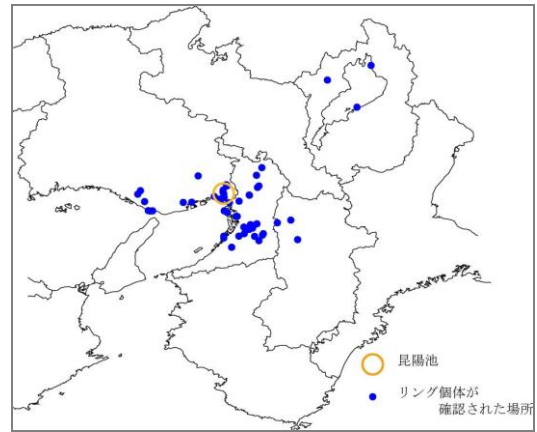 昆陽池
リング個体が
確認された場所